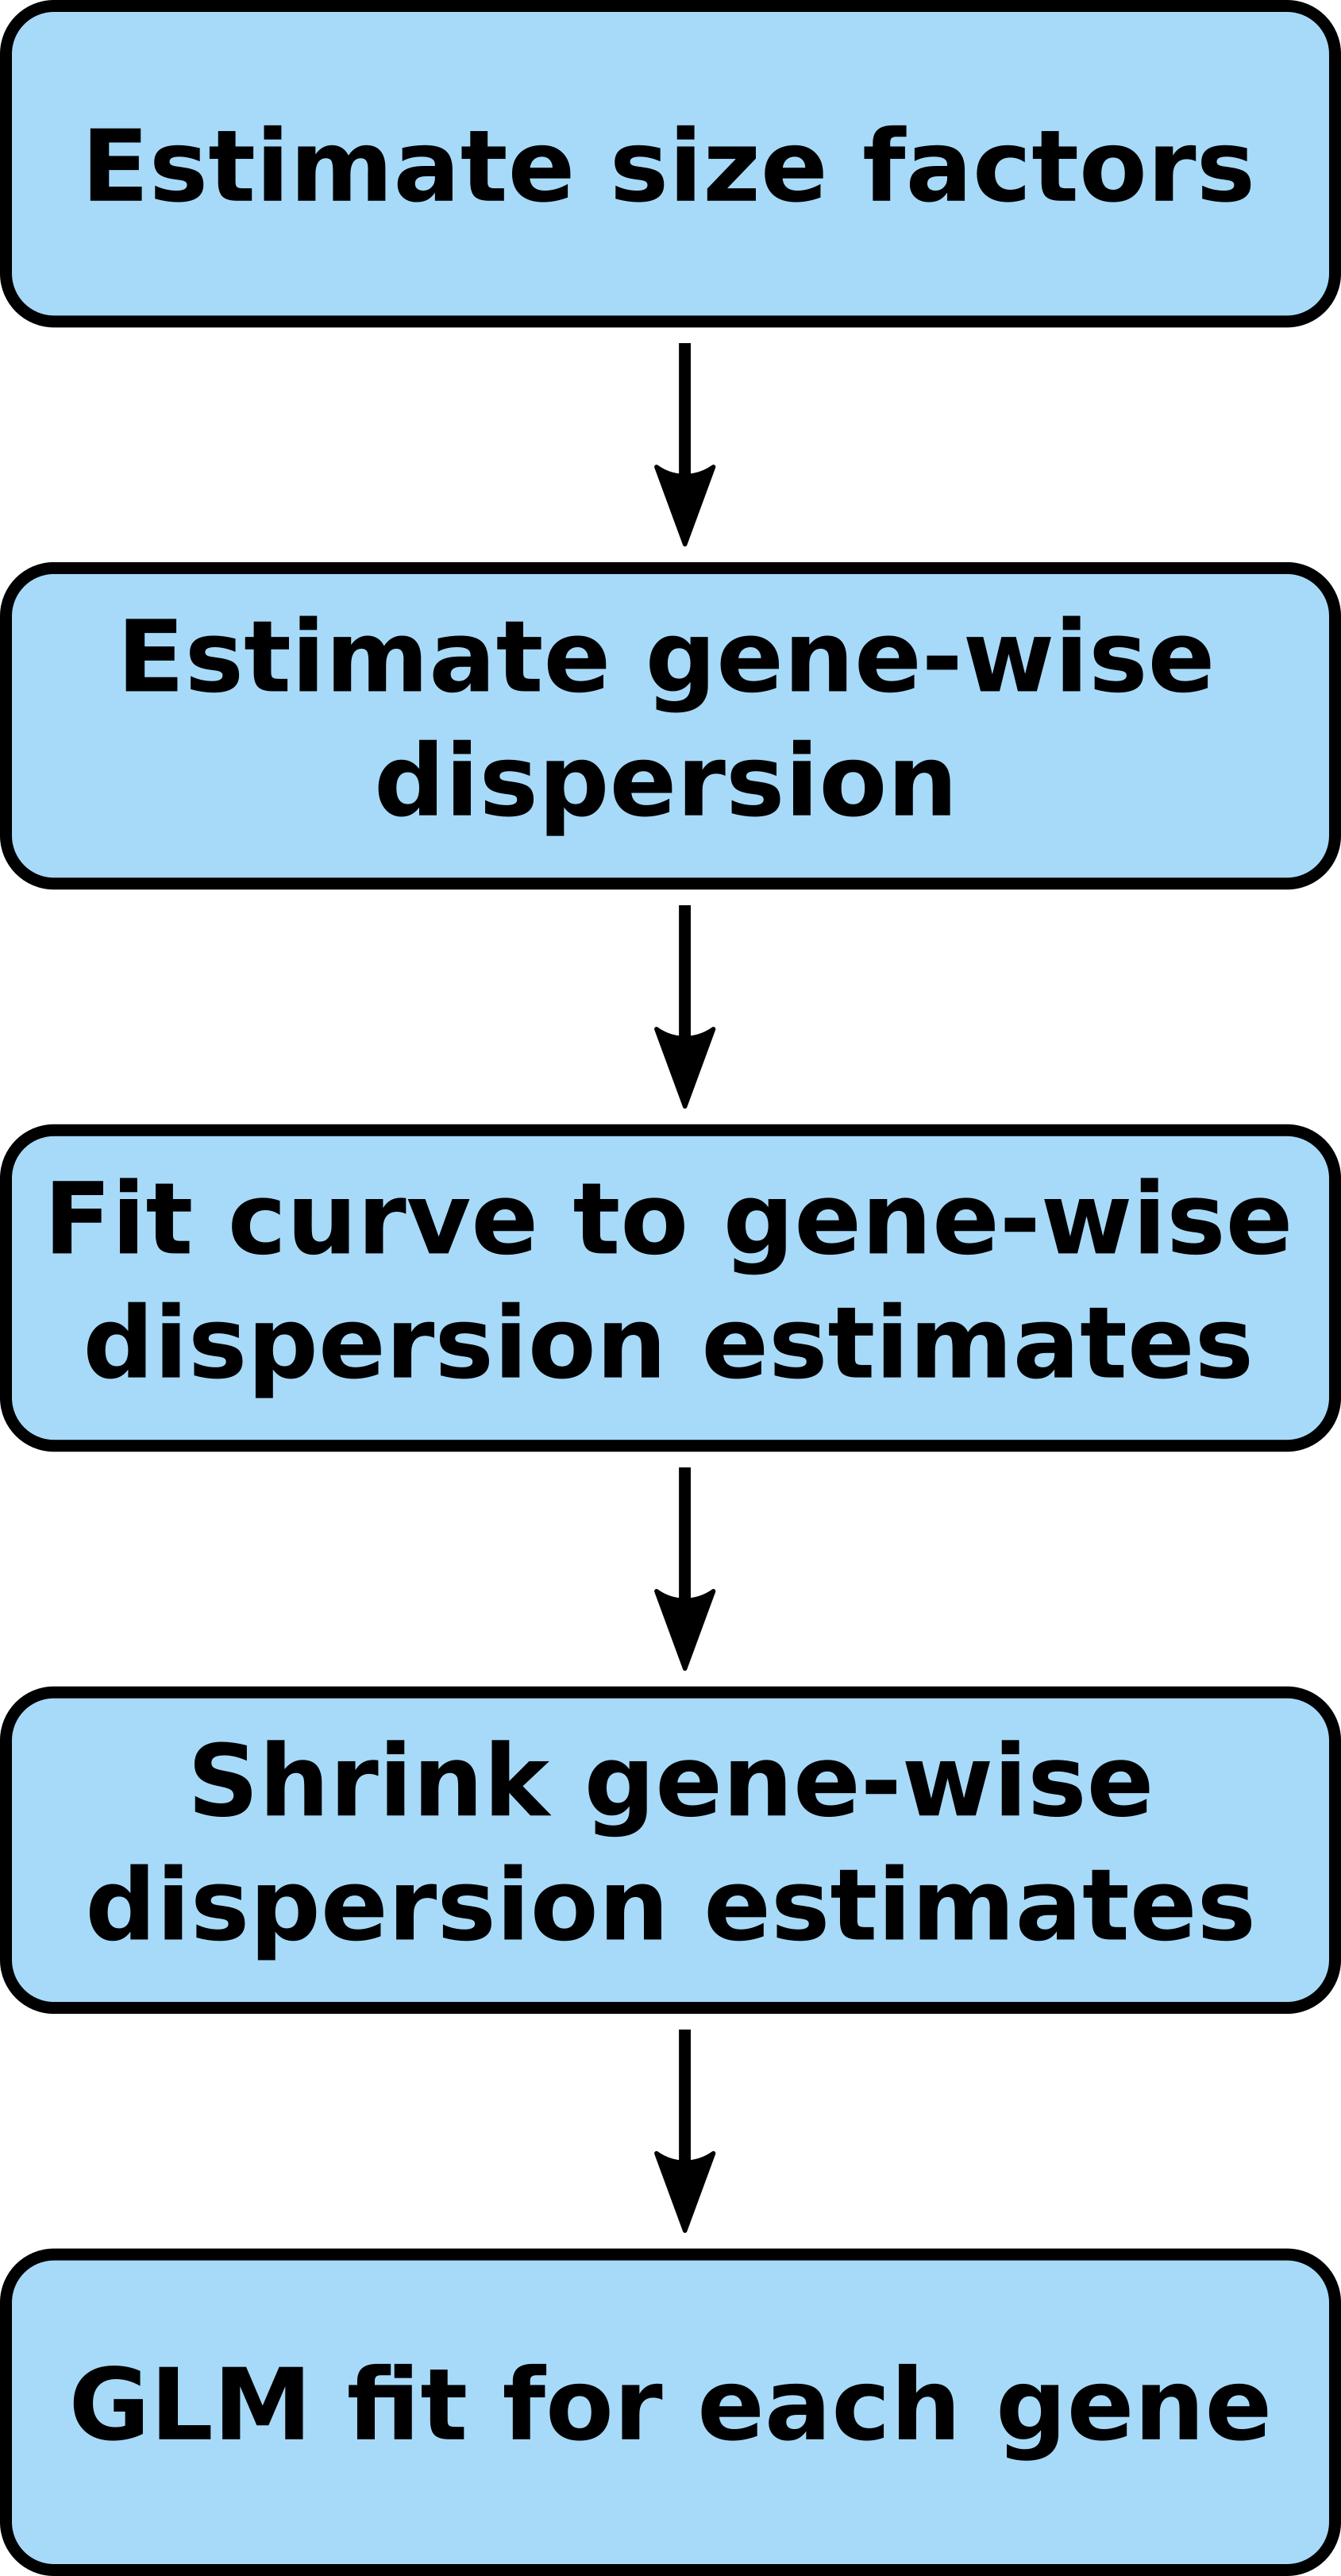 Estimate size factors
Estimate gene-wise
dispersion
Fit curve to gene-wise
dispersion estimates
Shrink gene-wise
dispersion estimates
GLM fit for each gene